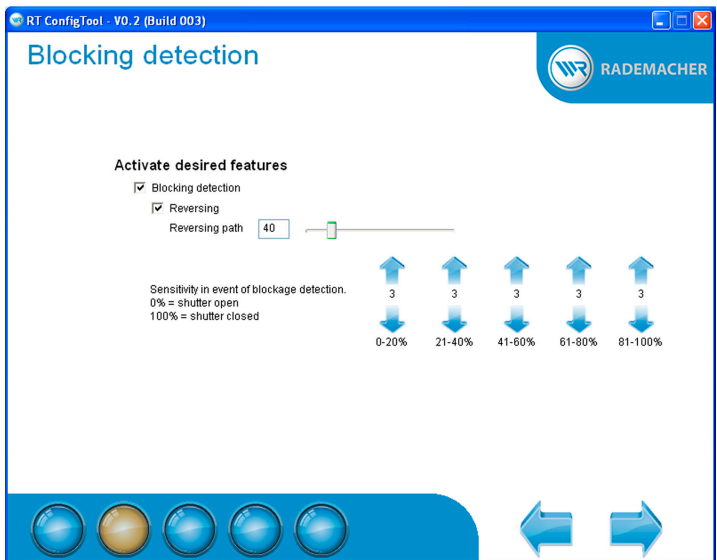 RT ConfigTool - V0.2 (Build 003)
Blocking detection
RADEMACHER
Activate desired features
Blocking detection
Reversing
Reversing path 40
Sensitivity in event of blockage detection.
0% = shutter open
100% = shutter closed
3 3 3 3 3
0-20% 21-40% 41-60% 61-80% 81-100%